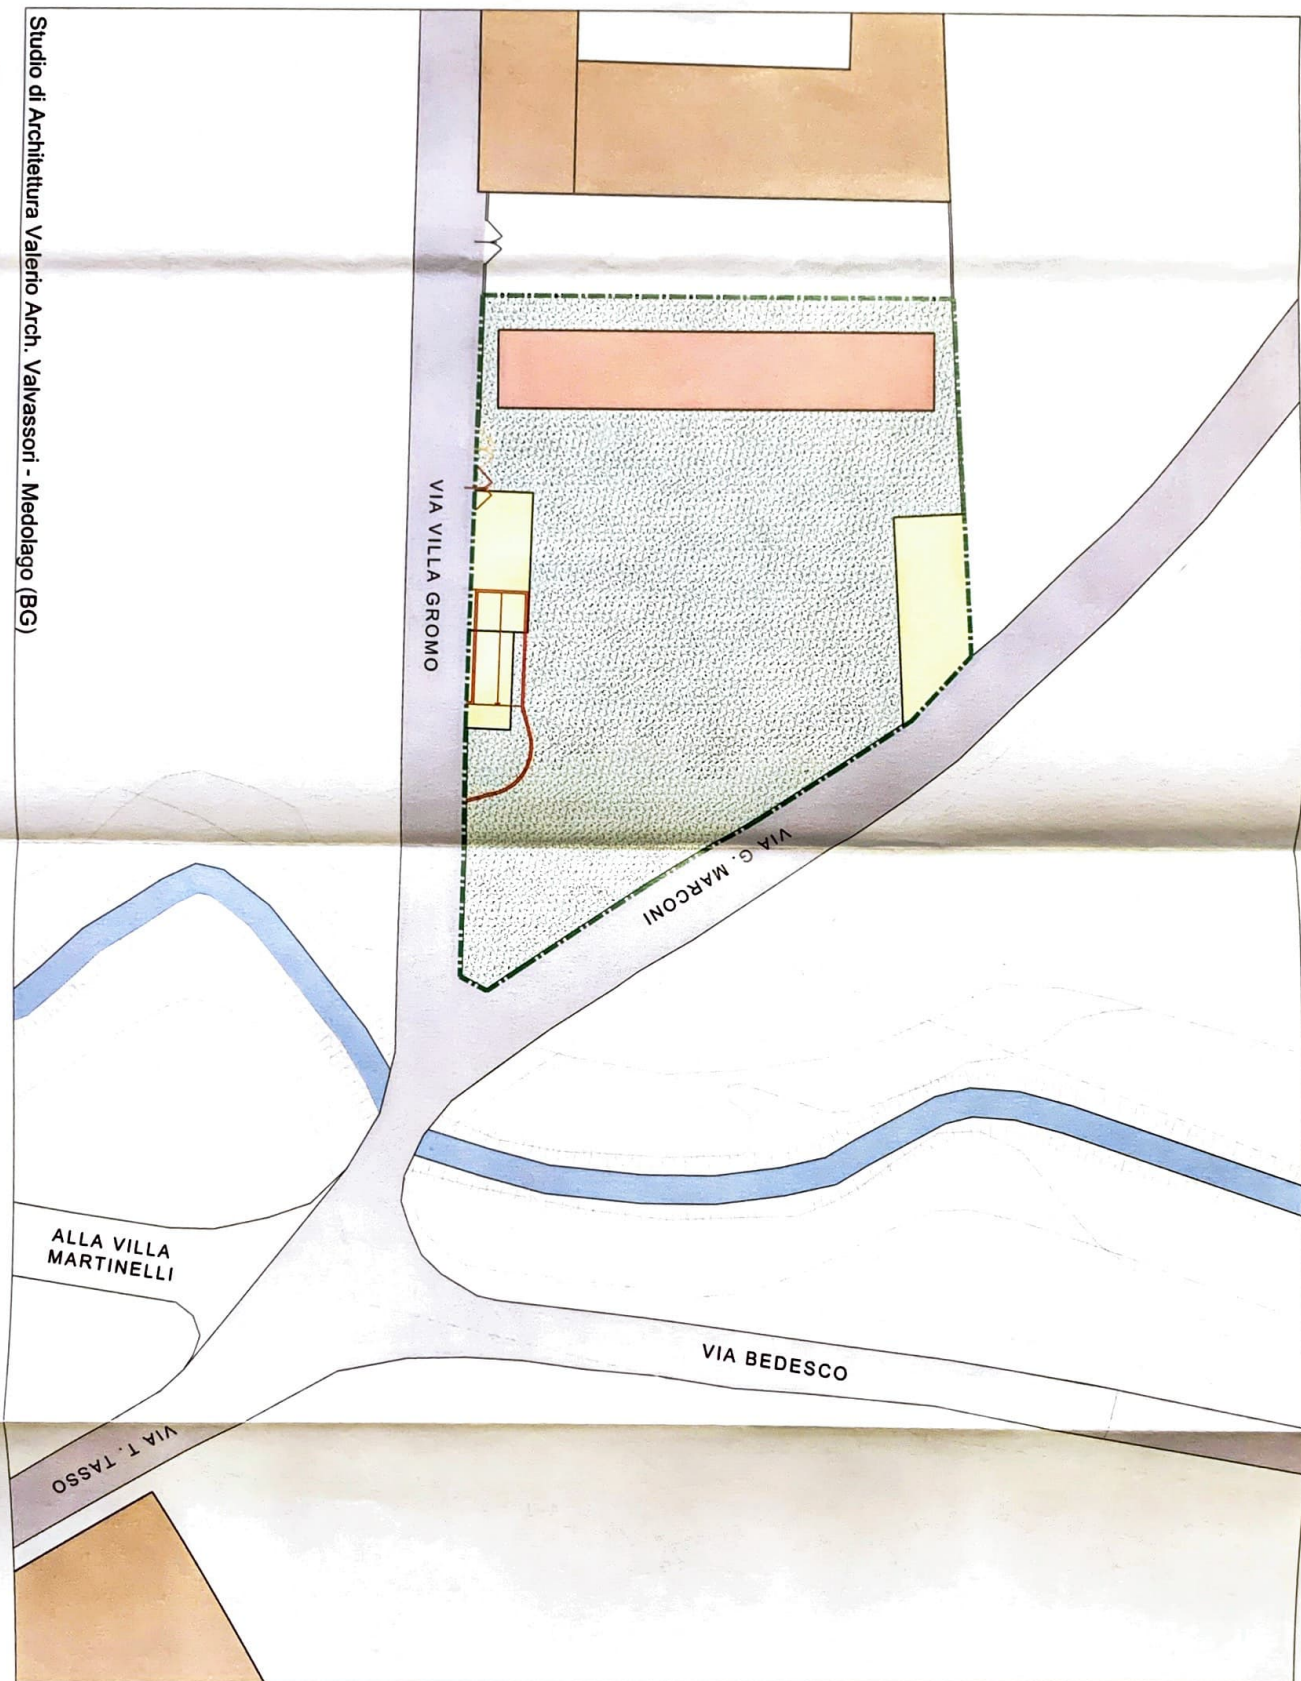 Studio di Architettura Valerio Arch. Valvassori - Medolago (BG)
VIA VILLA GROMO
VIA G. MARCONI
ALLA VILLA
MARTINELLI
VIA BEDESCO
VIA T. TASSO